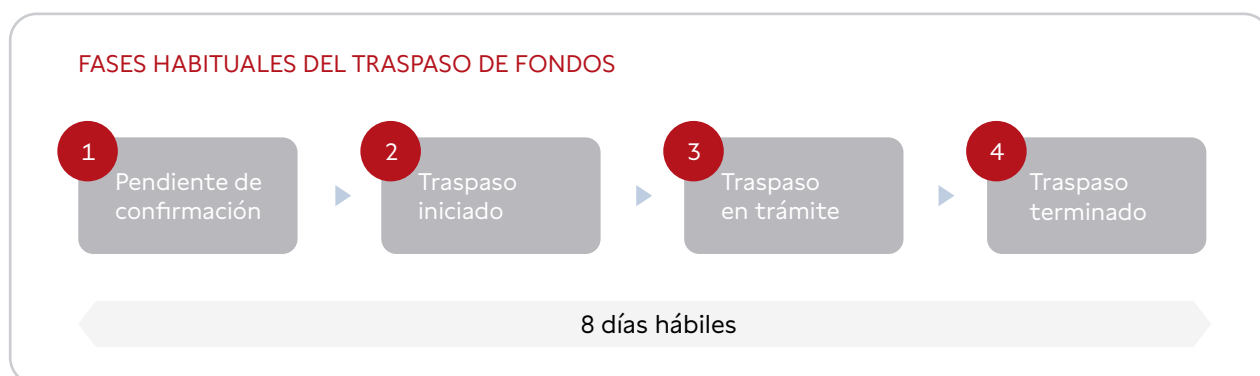 FASES HABITUALES DEL TRASPASO DE FONDOS
1
Pendiente de
confirmación
2
Traspaso
iniciado
3
Traspaso
en trámite
4
Traspaso
terminado
8 días hábiles